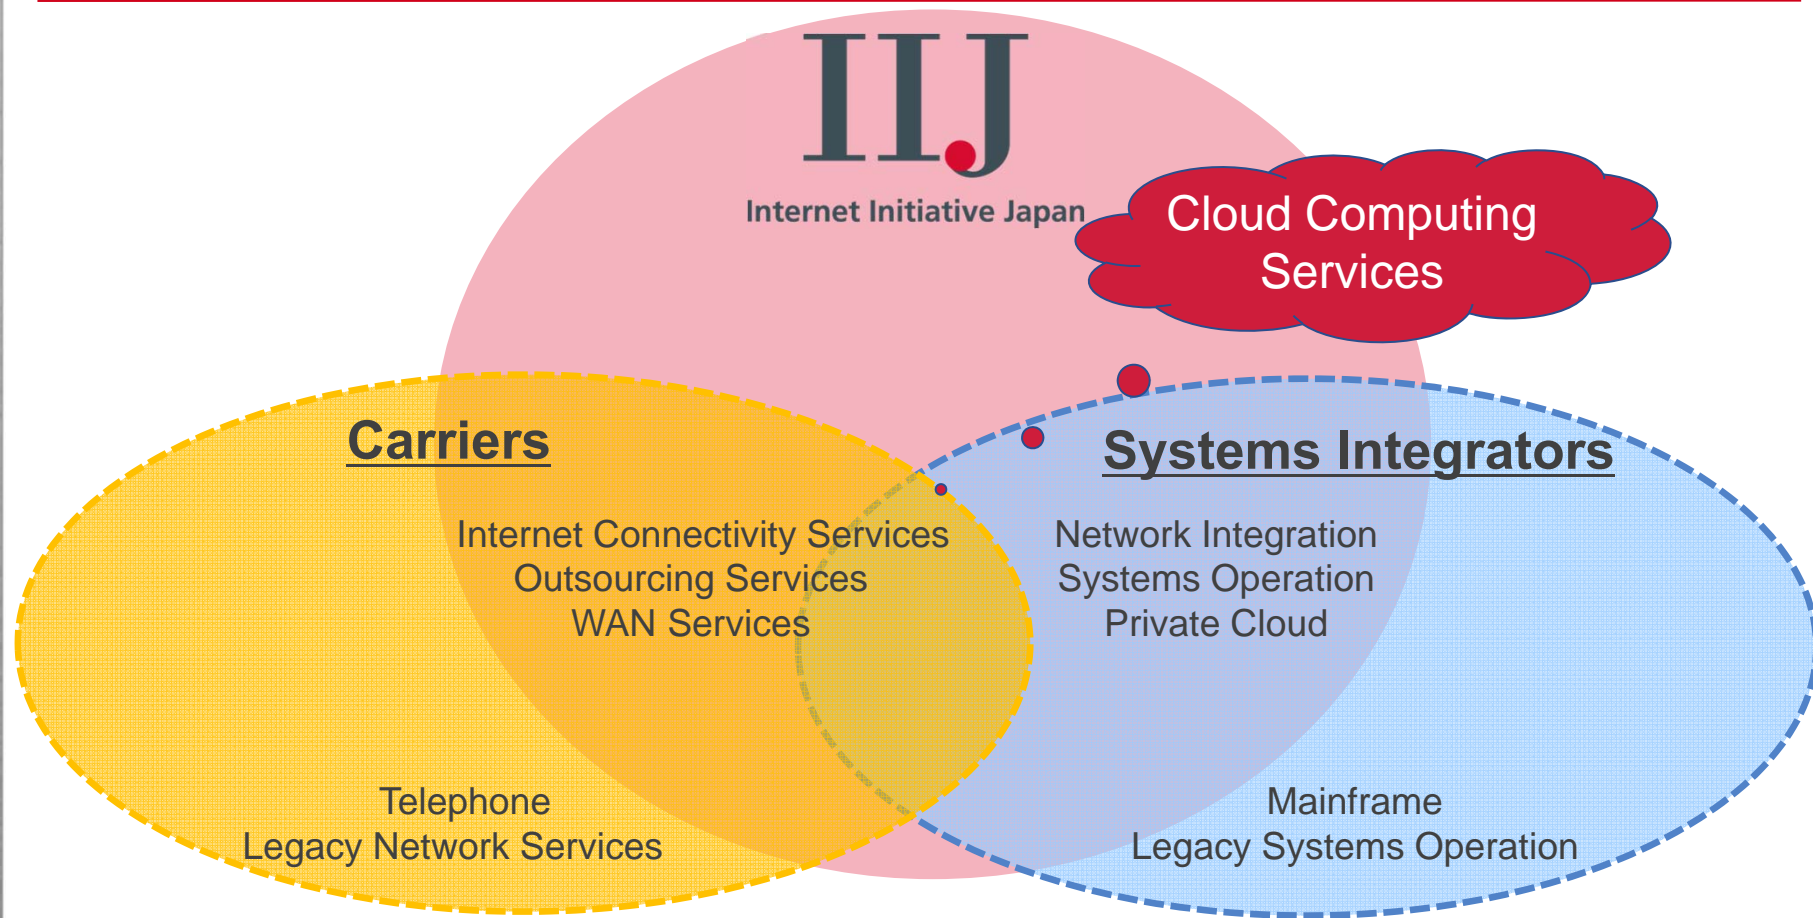 IIJ
Internet Initiative Japan
Cloud Computing
Services
Carriers
Systems Integrators
Internet Connectivity Services
Outsourcing Services
WAN Services
Network Integration
Systems Operation
Private Cloud
Telephone
Legacy Network Services
Mainframe
Legacy Systems Operation